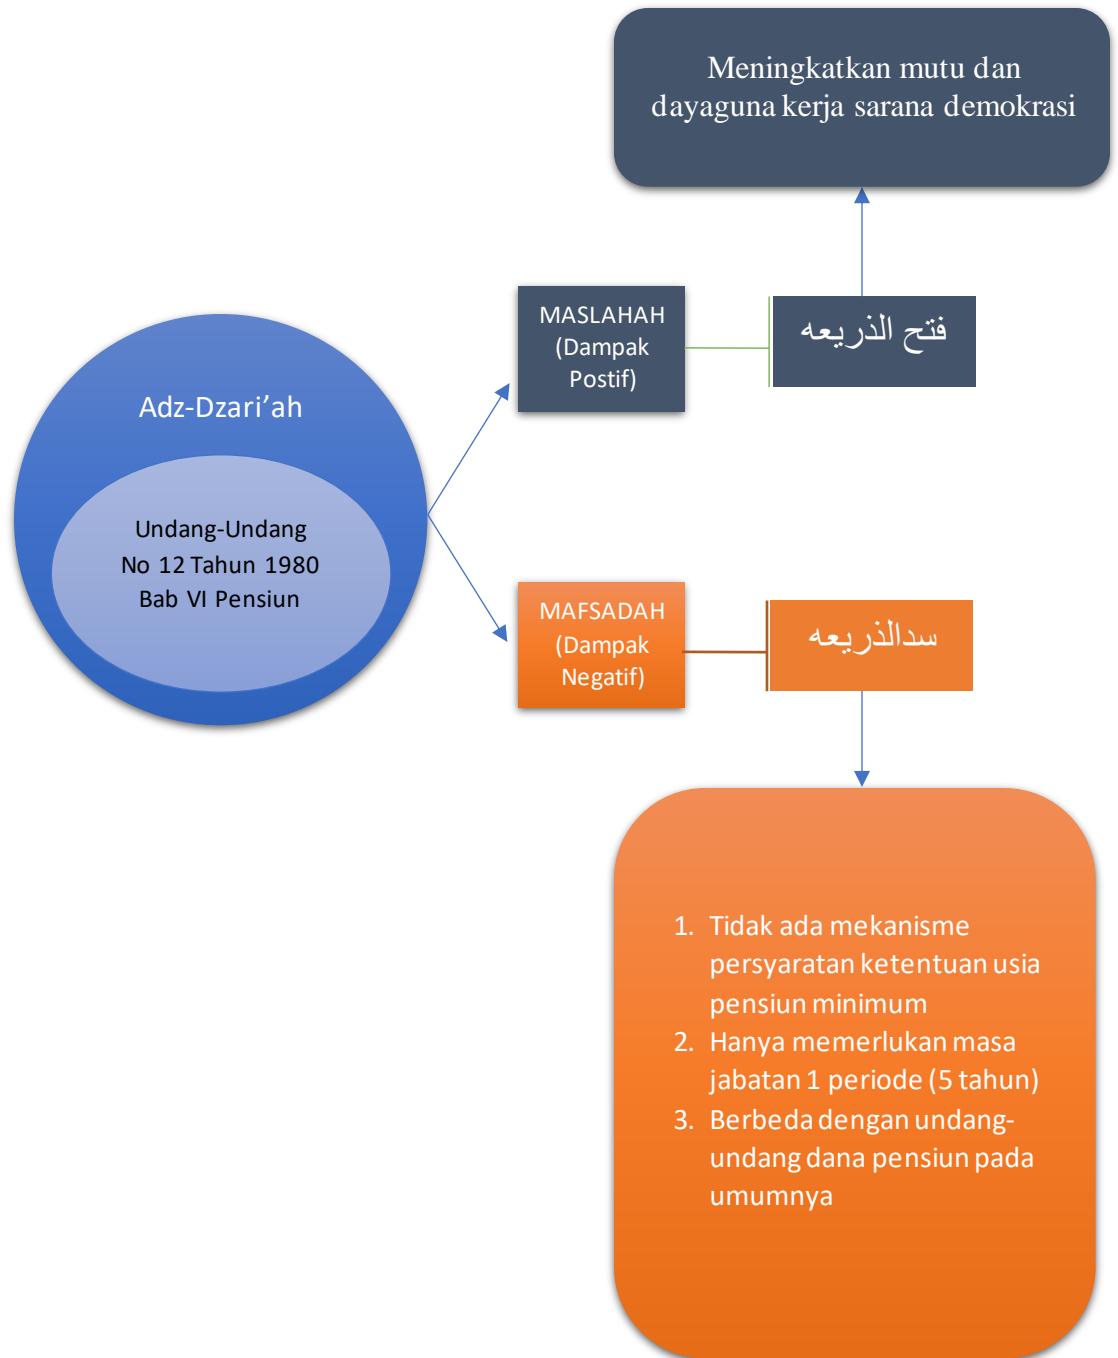 Meningkatkan mutu dan
dayaguna kerja sarana demokrasi
MASLAHAH
(Dampak
Postif)
فتح الذريعه
Adz-Dzari’ah
Undang-Undang
No 12 Tahun 1980
Bab VI Pensiun
MAFSADAH
(Dampak
Negatif)
سدالذريعه
1. Tidak ada mekanisme
persyaratan ketentuan usia
pensiun minimum
2. Hanya memerlukan masa
jabatan 1 periode (5 tahun)
3. Berbeda dengan undang-
undang dana pensiun pada
umumnya